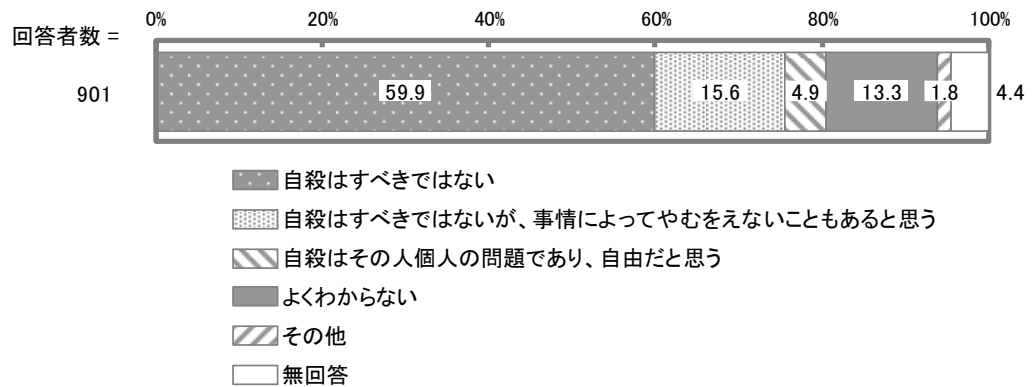 0% 20% 40% 60% 80% 100%
回答者数 =
901 59.9 15.6 4.9 13.3 1.8 4.4
自殺はすべきではない
自殺はすべきではないが、事情によってやむをえないこともあると思う
自殺はその人個人の問題であり、自由だと思う
よくわからない
その他
無回答